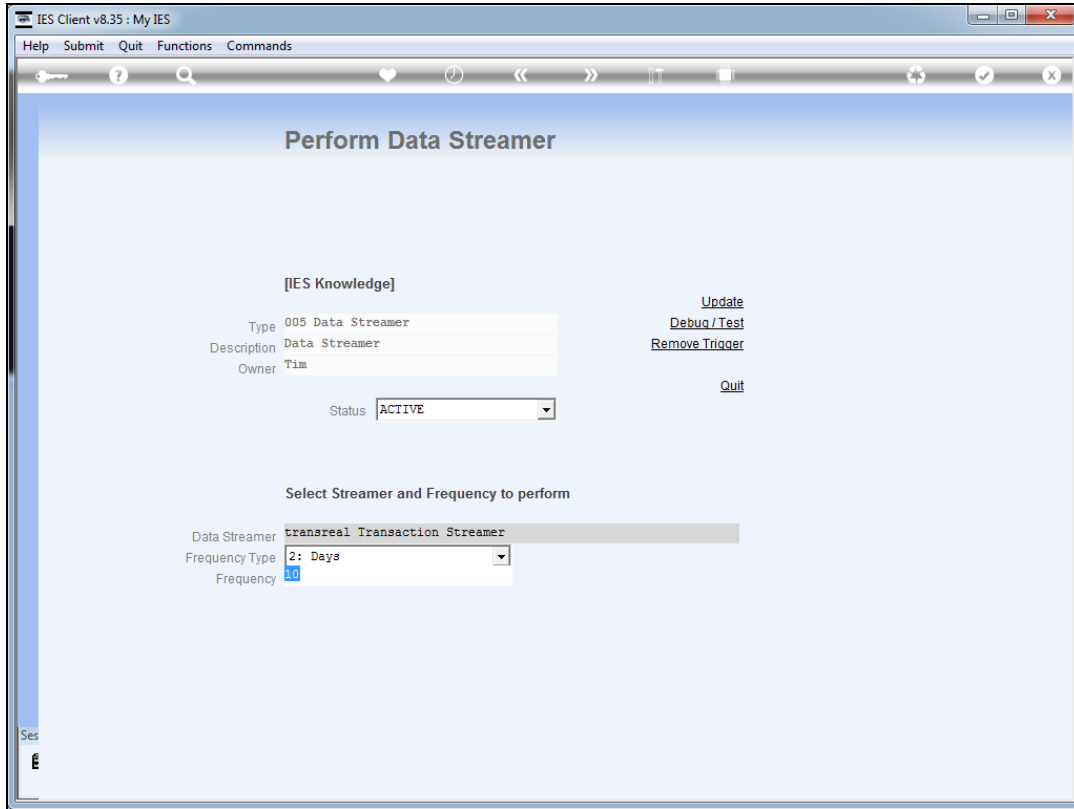 IES Client v8.35 : My IES
Help Submit Quit Functions Commands
Perform Data Streamer
[IES Knowledge]
Update
Type 005 Data Streamer
Debug / Test
Description Data Streamer
Remove Trigger
Owner Tim
Quit
Status ACTIVE
Select Streamer and Frequency to perform
Data Streamer transreal Transaction Streamer
Frequency Type 2: Days
Frequency 10
Ses